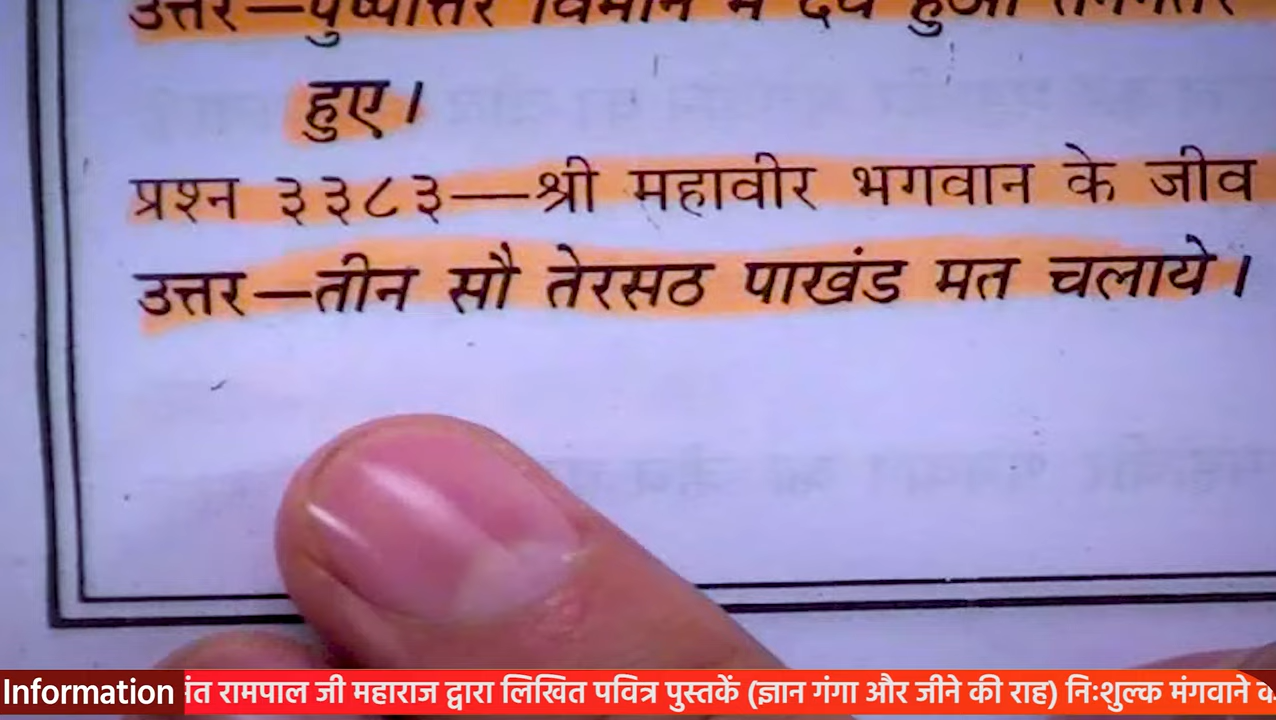 उत्तर—पुष्पोत्तर विमान में देव हुआ
हुए।
प्रश्न ३३८३—श्री महावीर भगवान के जीव
उत्तर—तीन सौ तेरसठ पाखंड मत चलाये।
Information रामपाल जी महाराज द्वारा लिखित पवित्र पुस्तकें (ज्ञान गंगा और जीने की राह) निःशुल्क मंगवाने